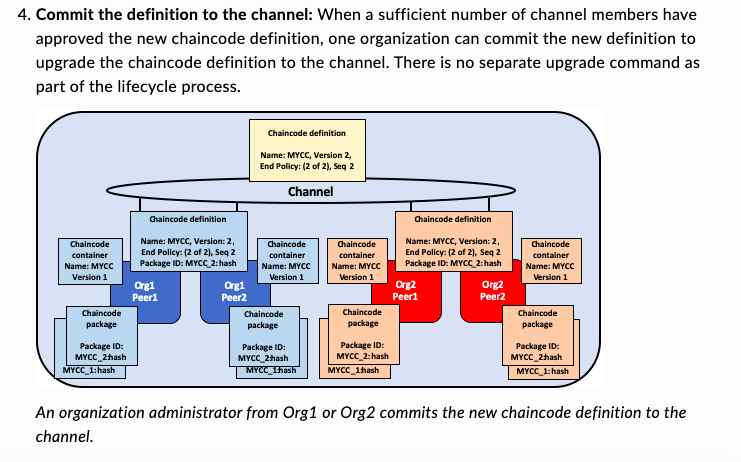 4. Commit the definition to the channel: When a sufficient number of channel members have
approved the new chaincode definition, one organization can commit the new definition to
upgrade the chaincode definition to the channel. There is no separate upgrade command as
part of the lifecycle process.
Chaincode definition
Name: MYCC, Version 2,
End Policy: (2 of 2), Seq 2
Channel
Chaincode definition
Name: MYCC, Version: 2,
End Policy: (2 of 2), Seq 2
Package ID: MYCC_2:hash
Chaincode definition
Name: MYCC, Version: 2,
End Policy: (2 of 2), Seq 2
Package ID: MYCC_2:hash
Chaincode
container
Name: MYCC
Version 1
Chaincode
container
Name: MYCC
Version 1
Chaincode
container
Name: MYCC
Version 1
Chaincode
container
Name: MYCC
Version 1
Org1
Peer1
Org1
Peer2
Org2
Peer1
Org2
Peer2
Chaincode
package
Package ID:
MYCC_2:hash
MYCC_1:hash
Chaincode
package
Package ID:
MYCC_2:hash
MYCC_1:hash
Chaincode
package
Package ID:
MYCC_2:hash
MYCC_1:hash
Chaincode
package
Package ID:
MYCC_2:hash
MYCC_1:hash
An organization administrator from Org1 or Org2 commits the new chaincode definition to the
channel.